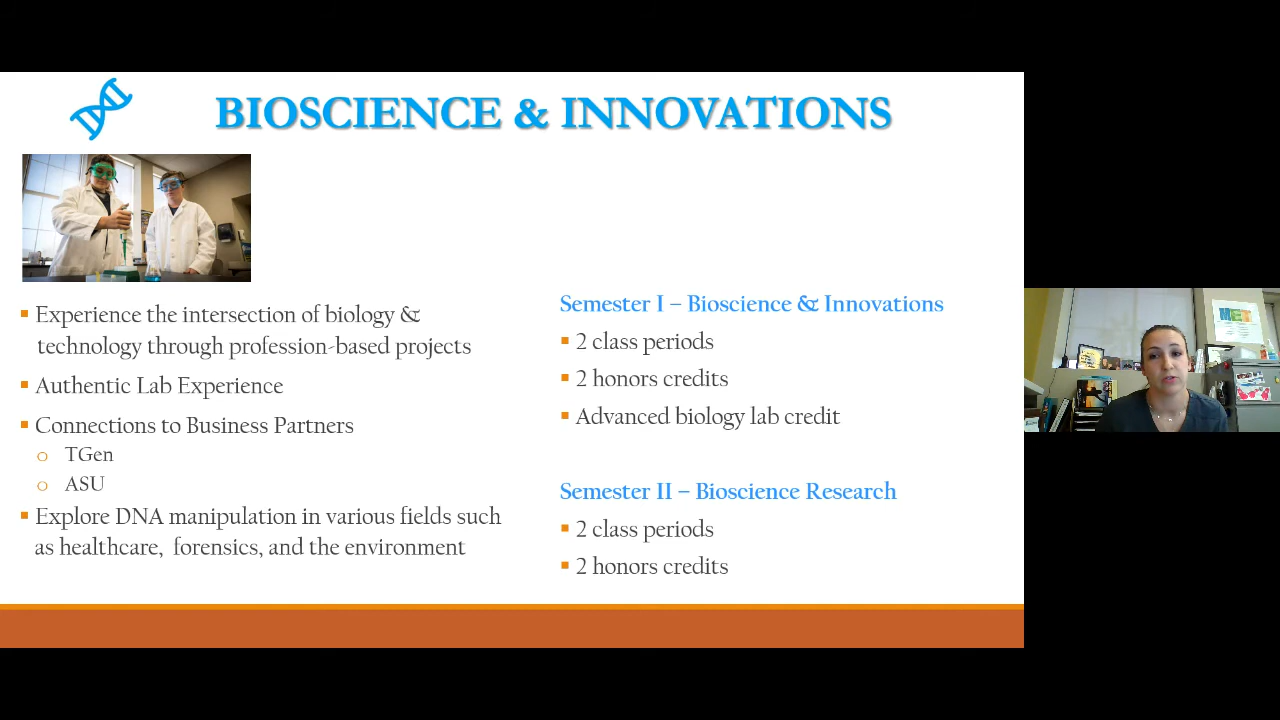 BIOSCIENCE & INNOVATIONS
Experience the intersection of biology &
technology through profession-based projects
Authentic Lab Experience
Connections to Business Partners
TGen
ASU
Explore DNA manipulation in various fields such
as healthcare, forensics, and the environment
Semester I – Bioscience & Innovations
2 class periods
2 honors credits
Advanced biology lab credit
Semester II – Bioscience Research
2 class periods
2 honors credits
MET